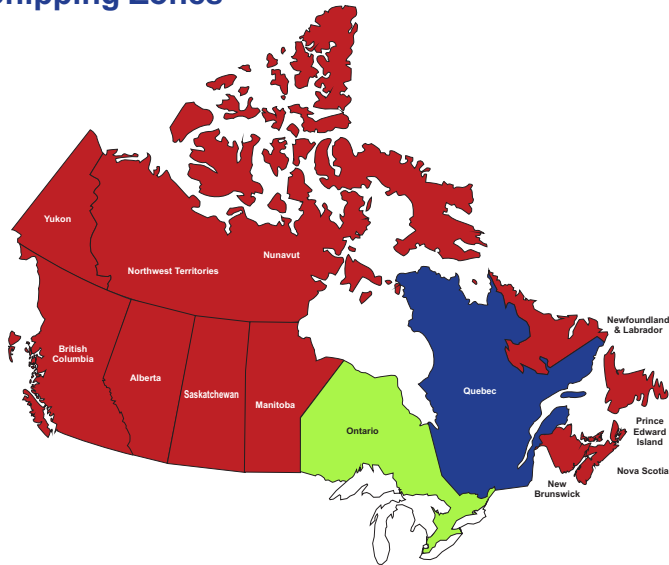 Shipping Zones
Yukon
Northwest Territories
Nunavut
British
Columbia
Alberta
Saskatchewan
Manitoba
Ontario
Quebec
Newfoundland
& Labrador
Prince
Edward
Island
Nova Scotia
New
Brunswick